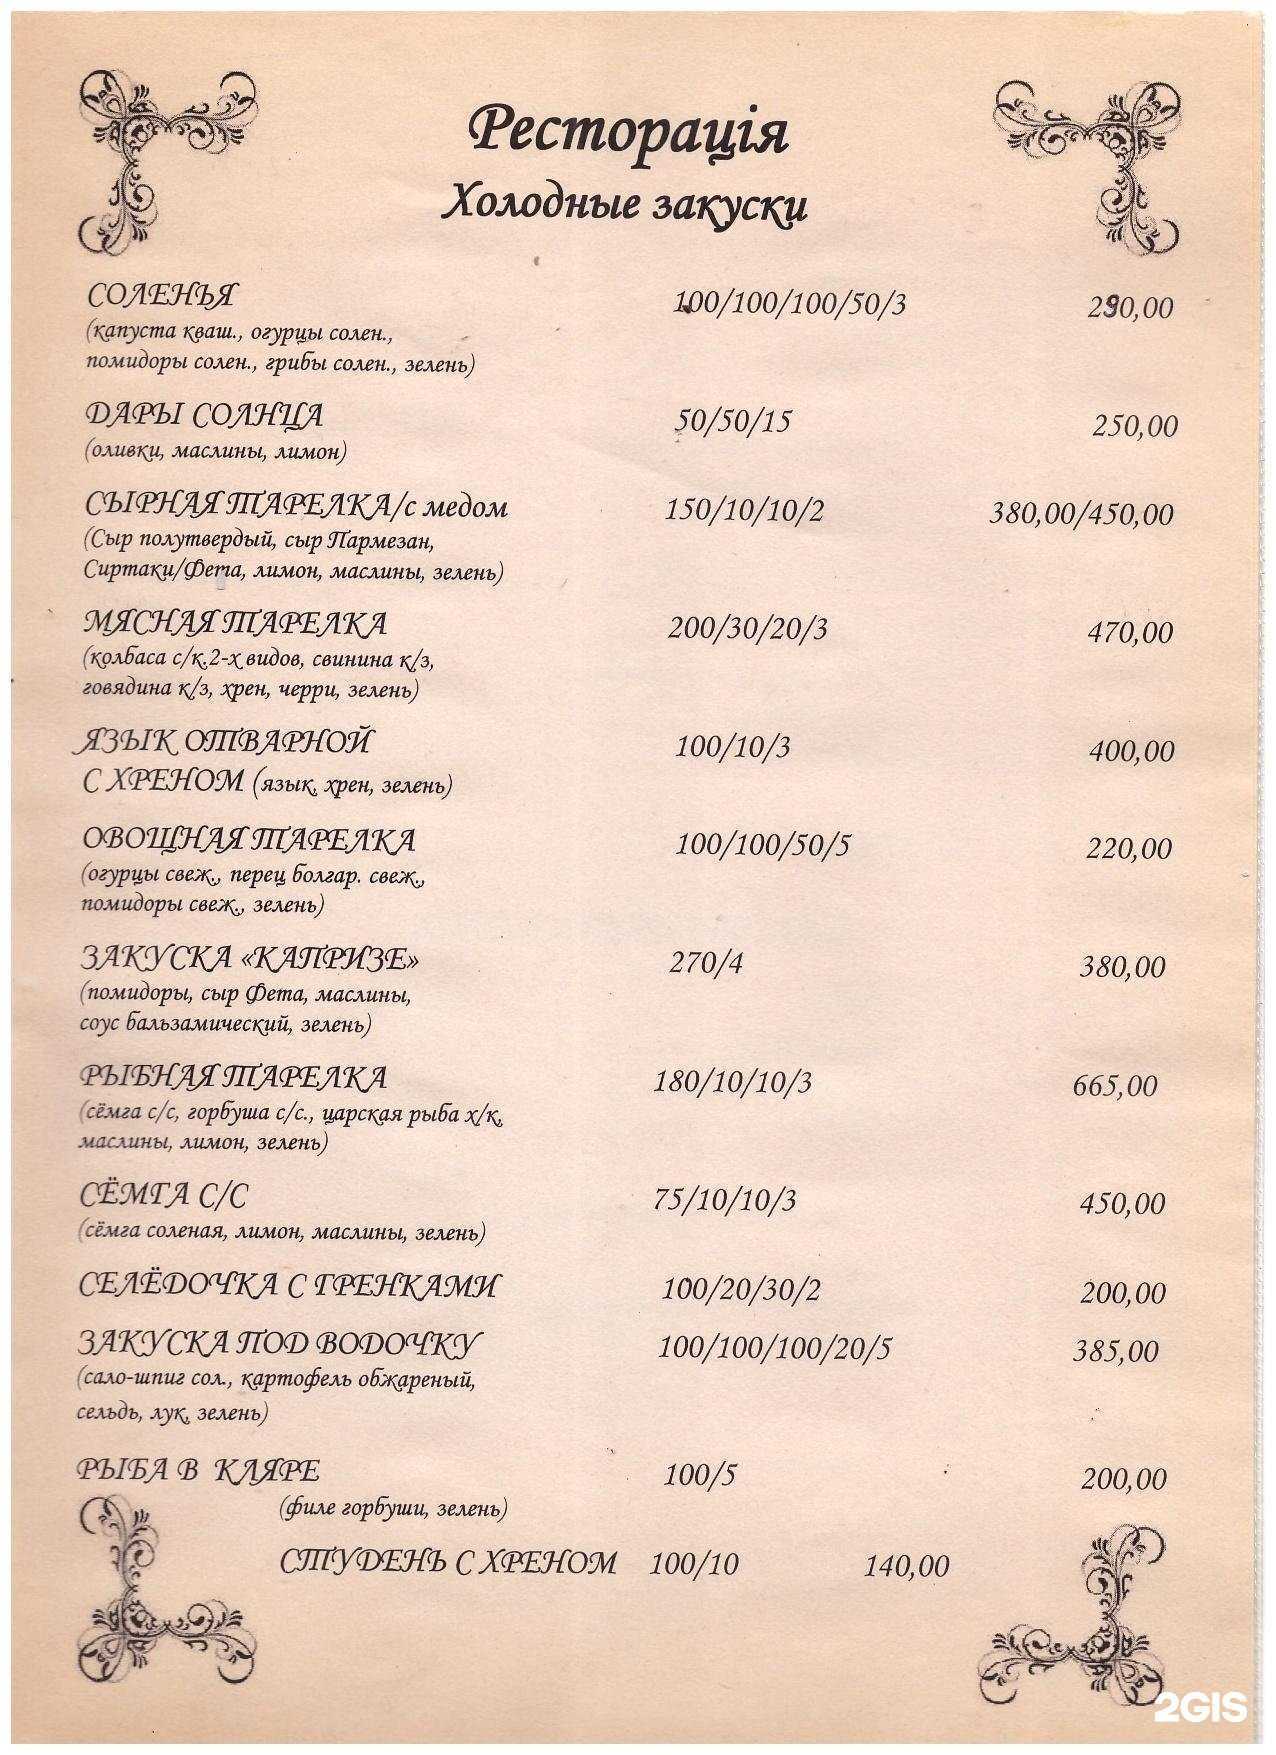 Ресторація
Холодные закуски
СОЛЕНЬЯ 100/100/100/50/3 290,00
(капуста кваш., огурцы солен.,
помидоры солен., грибы солен., зелень)
ДАРЫ СОЛНЦА 50/50/15 250,00
(оливки, маслины, лимон)
СЫРНАЯ ТАРЕЛКА/с медом 150/10/10/2 380,00/450,00
(Сыр полутвердый, сыр Пармезан,
Сиртаки/Фета, лимон, маслины, зелень)
МЯСНАЯ ТАРЕЛКА 200/30/20/3 470,00
(колбаса с/к.2-х видов, свинина к/з,
говядина к/з, хрен, черри, зелень)
ЯЗЫК ОТВАРНОЙ 100/10/3 400,00
С ХРЕНОМ (язык, хрен, зелень)
ОВОЩНАЯ ТАРЕЛКА 100/100/50/5 220,00
(огурцы свеж., перец болгар. свеж.,
помидоры свеж., зелень)
ЗАКУСКА «КАПРИЗЕ» 270/4 380,00
(помидоры, сыр Фета, маслины,
соус бальзамический, зелень)
РЫБНАЯ ТАРЕЛКА 180/10/10/3 665,00
(сёмга с/с, горбуша с/с., царская рыба х/к,
маслины, лимон, зелень)
СЁМГА С/С 75/10/10/3 450,00
(сёмга соленая, лимон, маслины, зелень)
СЕЛЁДОЧКА С ГРЕНКАМИ 100/20/30/2 200,00
ЗАКУСКА ПОД ВОДОЧКУ 100/100/100/20/5 385,00
(сало-шпиг сол., картофель обжареный,
сельдь, лук, зелень)
РЫБА В КЛЯРЕ 100/5 200,00
(филе горбуши, зелень)
СТУДЕНЬ С ХРЕНОМ 100/10 140,00
2GIS